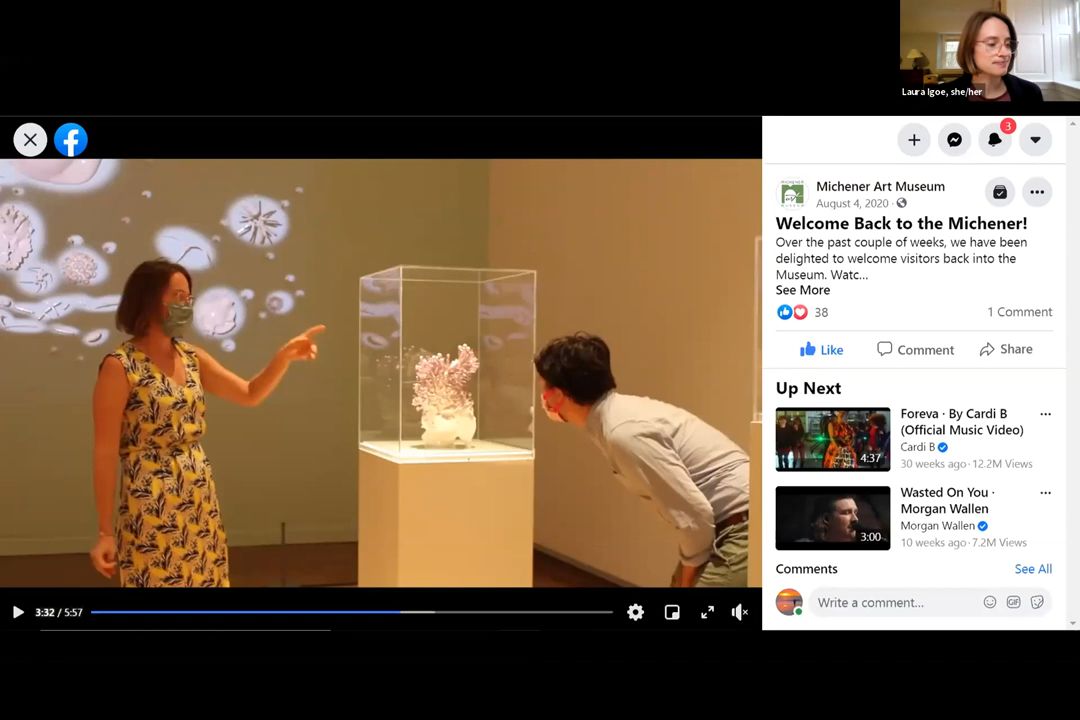 Laura Igoe, she/her
3
Michener Art Museum
August 4, 2020 ·
Welcome Back to the Michener!
Over the past couple of weeks, we have been
delighted to welcome visitors back into the
Museum. Watc...
See More
38
1 Comment
Like
Comment
Share
Up Next
Foreva · By Cardi B
(Official Music Video)
Cardi B
30 weeks ago · 12.2M Views
4:37
Wasted On You ·
Morgan Wallen
Morgan Wallen
10 weeks ago · 7.2M Views
3:00
Comments
See All
Write a comment...
GIF
3:32 / 5:57